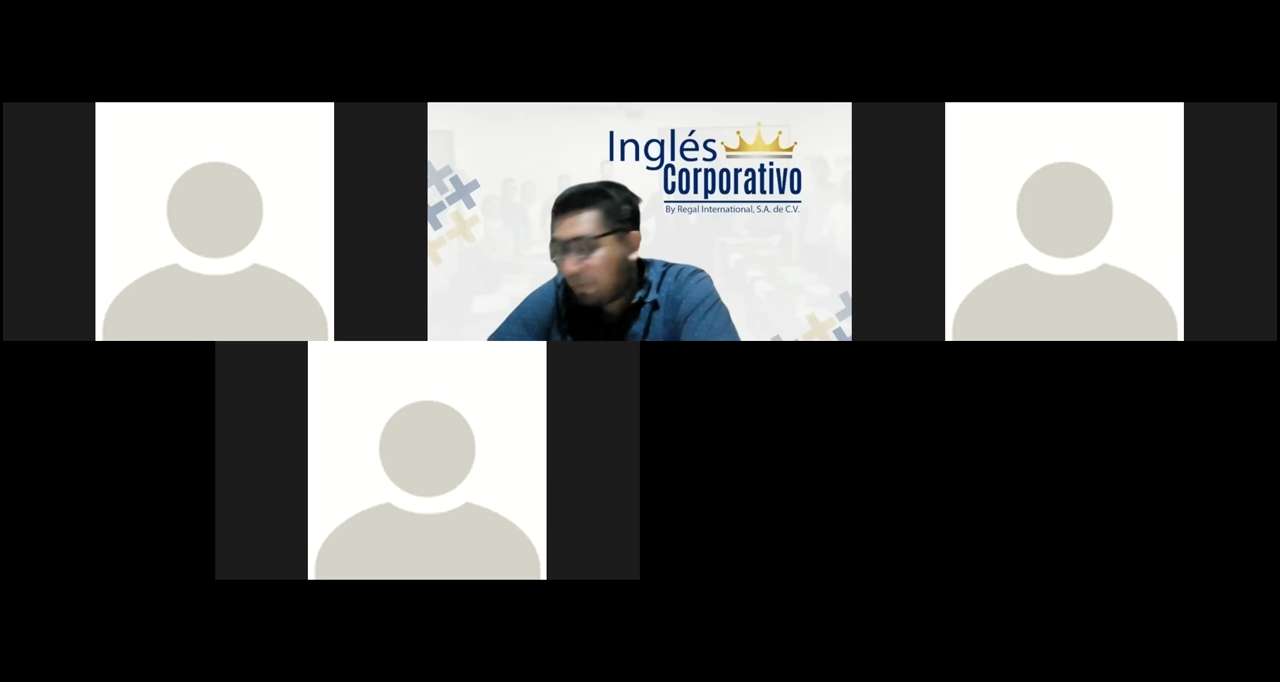 Inglés
Corporativo
By Regal International, S.A. de C.V.